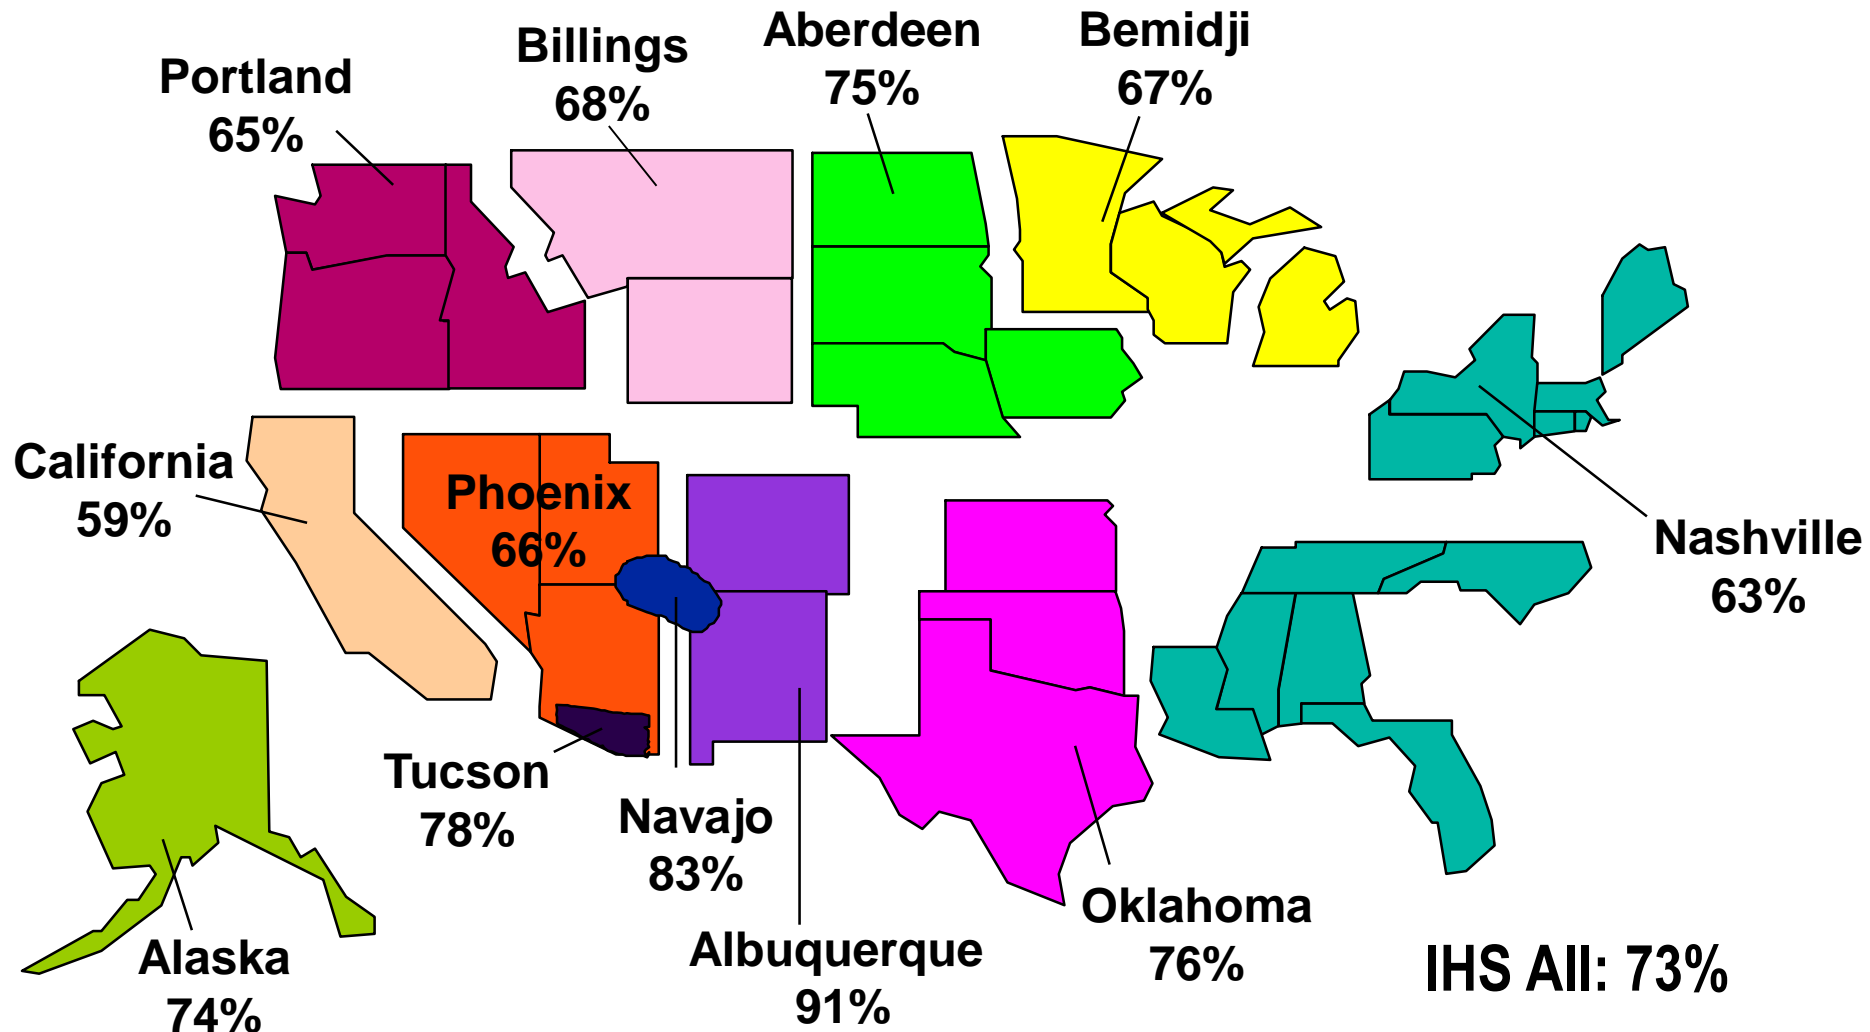 Aberdeen
75%
Bemidji
67%
Billings
68%
Portland
65%
California
59%
Phoenix
66%
Nashville
63%
Tucson
78%
Navajo
83%
Oklahoma
76%
Albuquerque
91%
Alaska
74%
IHS All: 73%